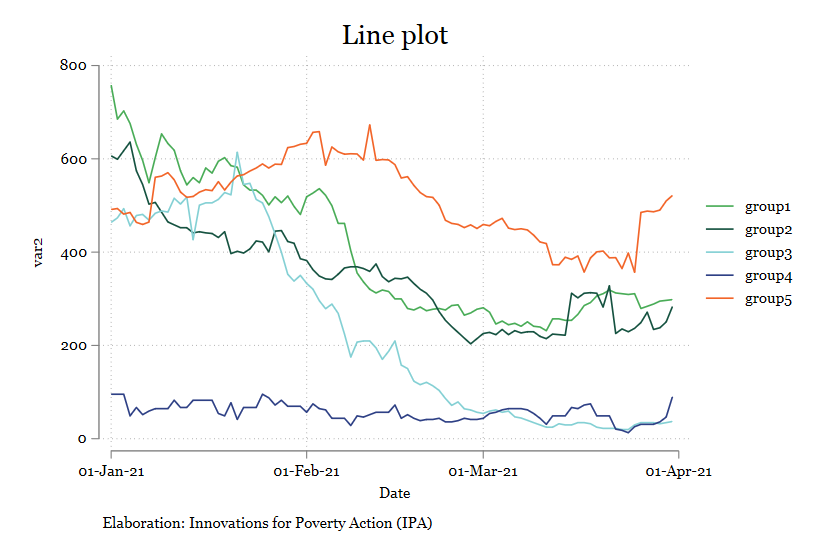 Line plot
var2
800
600
400
200
0
01-Jan-21
01-Feb-21
01-Mar-21
01-Apr-21
Date
group1
group2
group3
group4
group5
Elaboration: Innovations for Poverty Action (IPA)